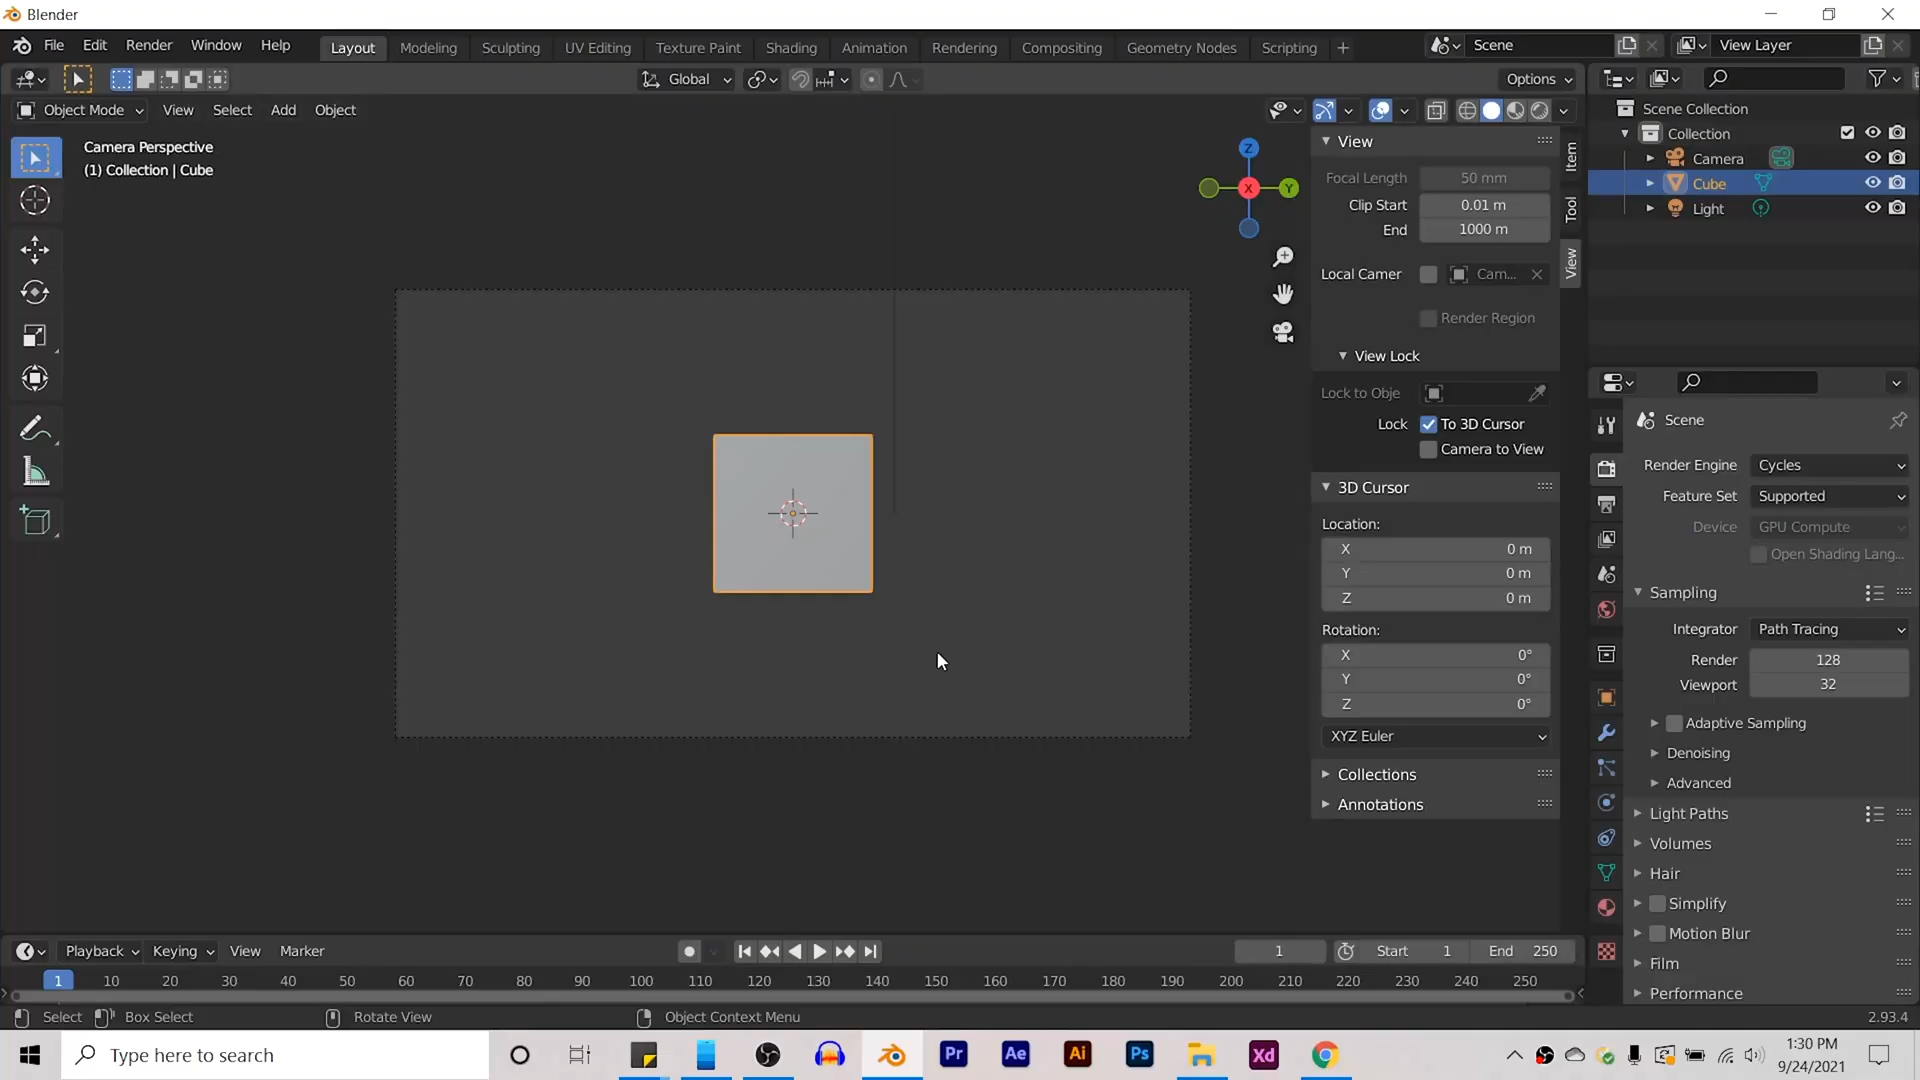 Blender
File Edit Render Window Help Layout Modeling Sculpting UV Editing Texture Paint Shading Animation Rendering Compositing Geometry Nodes Scripting Scene View Layer
Global Options
Object Mode View Select Add Object
Camera Perspective
(1) Collection | Cube
Z
X
Y
View
Focal Length 50 mm
Clip Start 0.01 m
End 1000 m
Local Camer Cam...
Render Region
View Lock
Lock to Obje
Lock To 3D Cursor
Camera to View
3D Cursor
Location:
X 0 m
Y 0 m
Z 0 m
Rotation:
X 0°
Y 0°
Z 0°
XYZ Euler
Collections
Annotations
Item
Tool
View
Scene Collection
Collection
Camera
Cube
Light
Scene
Render Engine Cycles
Feature Set Supported
Device GPU Compute
Open Shading Lang...
Sampling
Integrator Path Tracing
Render 128
Viewport 32
Adaptive Sampling
Denoising
Advanced
Light Paths
Volumes
Hair
Simplify
Motion Blur
Film
Performance
Playback Keying View Marker 1 Start 1 End 250
1 10 20 30 40 50 60 70 80 90 100 110 120 130 140 150 160 170 180 190 200 210 220 230 240 250
Select Box Select Rotate View Object Context Menu 2.93.4
Type here to search Pr Ae Ai Ps Xd 1:30 PM
9/24/2021